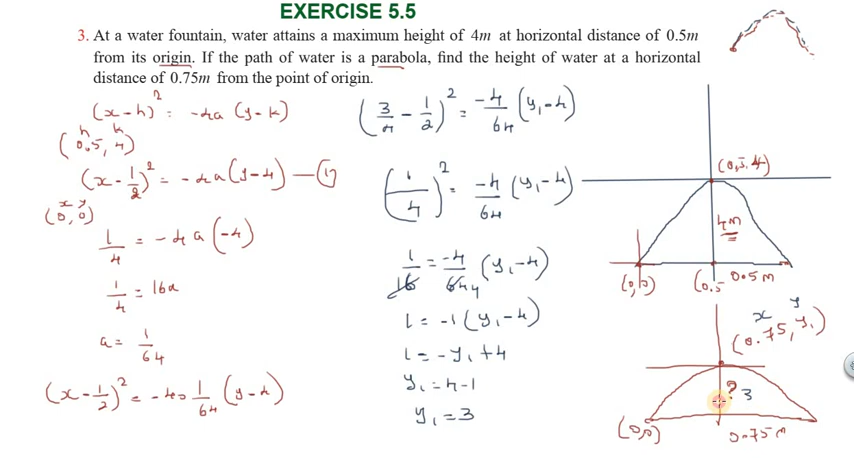 EXERCISE 5.5
3. At a water fountain, water attains a maximum height of 4m at horizontal distance of 0.5m
from its origin. If the path of water is a parabola, find the height of water at a horizontal
distance of 0.75m from the point of origin.
(x-h)² = -4a (y-k)
h k
(0.5, 4)
(x-1/2)² = -4a(y-4) —①
x y
(0, 0)
1/4 = -4a(-4)
1/4 = 16a
a = 1/64
(x-1/2)² = -4·1/64 (y-4)
(3/4 - 1/2)² = -4/64 (y₁-4)
(1/4)² = -4/64 (y₁-4)
1/16 = -4/64 4 (y₁-4)
1 = -1(y₁-4)
1 = -y₁+4
y₁ = 4-1
y₁ = 3
(0.5, 4)
4m
(0,0)
(0.5
0.5m
x y
(0.75, y₁)
? 3
(0,0)
0.75m